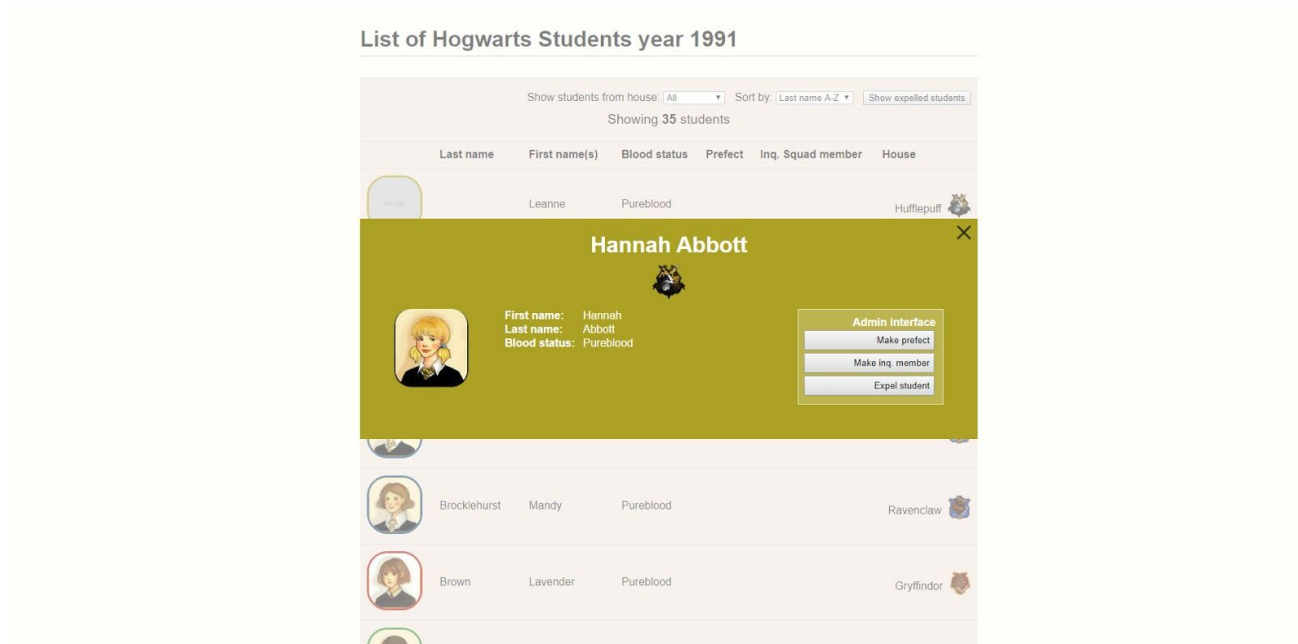 List of Hogwarts Students year 1991
Show students from house: All Sort by: Last name A-Z Show expelled students
Showing 35 students
Last name First name(s) Blood status Prefect Inq. Squad member House
Leanne Pureblood Hufflepuff
Hannah Abbott
First name: Hannah
Last name: Abbott
Blood status: Pureblood
Admin interface
Make prefect
Make inq. member
Expel student
Brocklehurst Mandy Pureblood Ravenclaw
Brown Lavender Pureblood Gryffindor